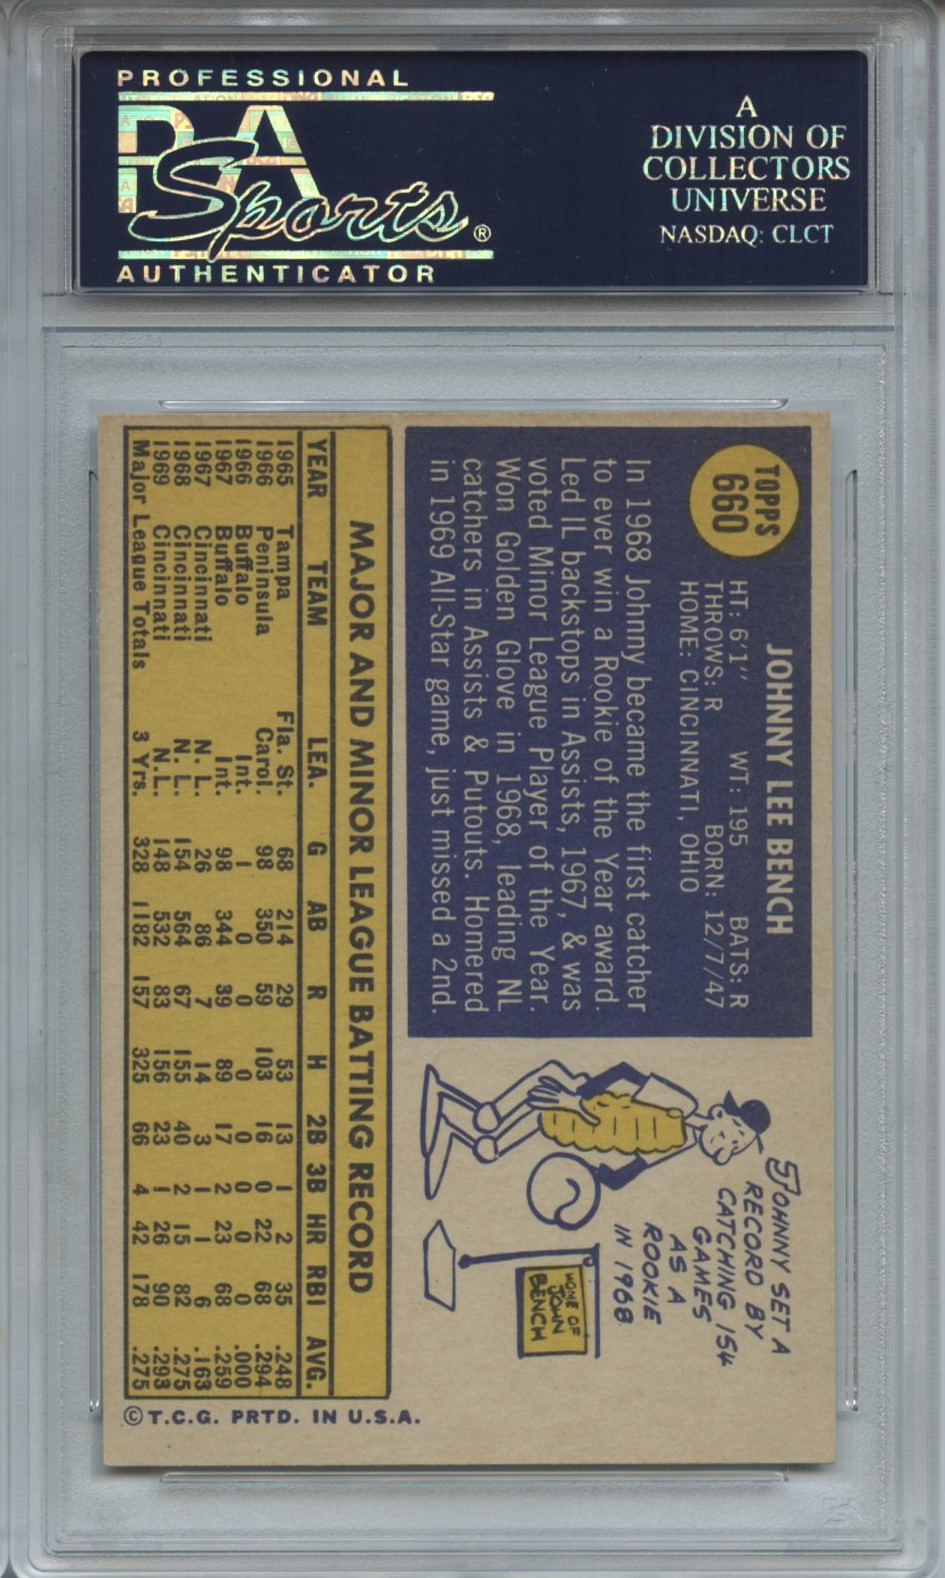 PROFESSIONAL
PSA
Sports®
AUTHENTICATOR
A
DIVISION OF
COLLECTORS
UNIVERSE
NASDAQ: CLCT
TOPPS
660
JOHNNY LEE BENCH
HT: 6'1" WT: 195 BATS: R
THROWS: R BORN: 12/7/47
HOME: CINCINNATI, OHIO
In 1968 Johnny became the first catcher
to ever win a Rookie of the Year award.
Led IL backstops in Assists, 1967, & was
voted Minor League Player of the Year.
Won Golden Glove in 1968, leading NL
catchers in Assists & Putouts. Homered
in 1969 All-Star game, just missed a 2nd.
JOHNNY SET A
RECORD BY
CATCHING 154
GAMES
AS A
ROOKIE
IN 1968
HOME OF
JOHN
BENCH
MAJOR AND MINOR LEAGUE BATTING RECORD
YEAR TEAM LEA. G AB R H 2B 3B HR RBI AVG.
1965 Tampa Fla. St. 68 214 29 53 13 1 2 35 .248
1966 Peninsula Carol. 98 350 59 103 16 0 22 68 .294
1966 Buffalo Int. 1 0 0 0 0 0 0 0 .000
1967 Buffalo Int. 98 344 39 89 17 2 23 68 .259
1967 Cincinnati N. L. 26 86 7 14 3 1 1 6 .163
1968 Cincinnati N. L. 154 564 67 155 40 2 15 82 .275
1969 Cincinnati N.L. 148 532 83 156 23 1 26 90 .293
Major League Totals 3 Yrs. 328 1182 157 325 66 4 42 178 .275
© T.C.G. PRTD. IN U.S.A.